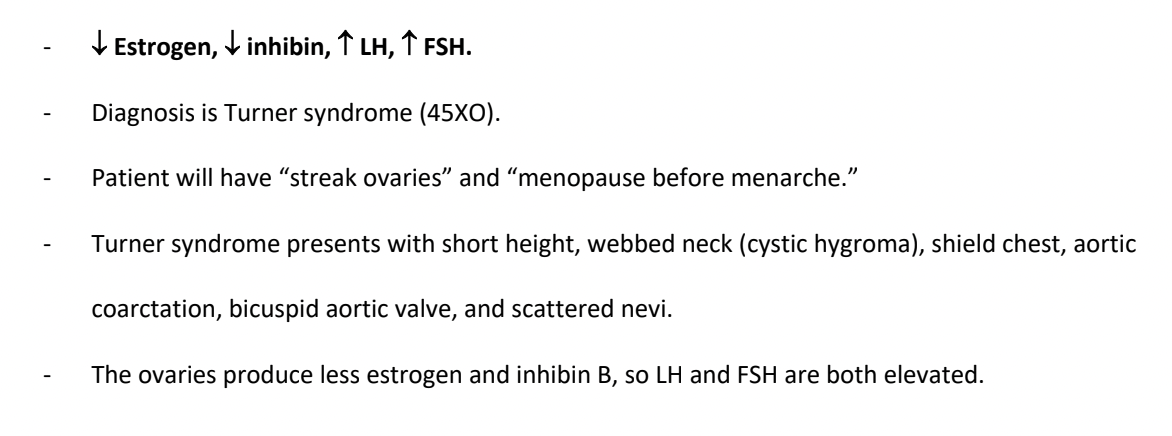 - ↓ Estrogen, ↓ inhibin, ↑ LH, ↑ FSH.
- Diagnosis is Turner syndrome (45XO).
- Patient will have “streak ovaries” and “menopause before menarche.”
- Turner syndrome presents with short height, webbed neck (cystic hygroma), shield chest, aortic
coarctation, bicuspid aortic valve, and scattered nevi.
- The ovaries produce less estrogen and inhibin B, so LH and FSH are both elevated.